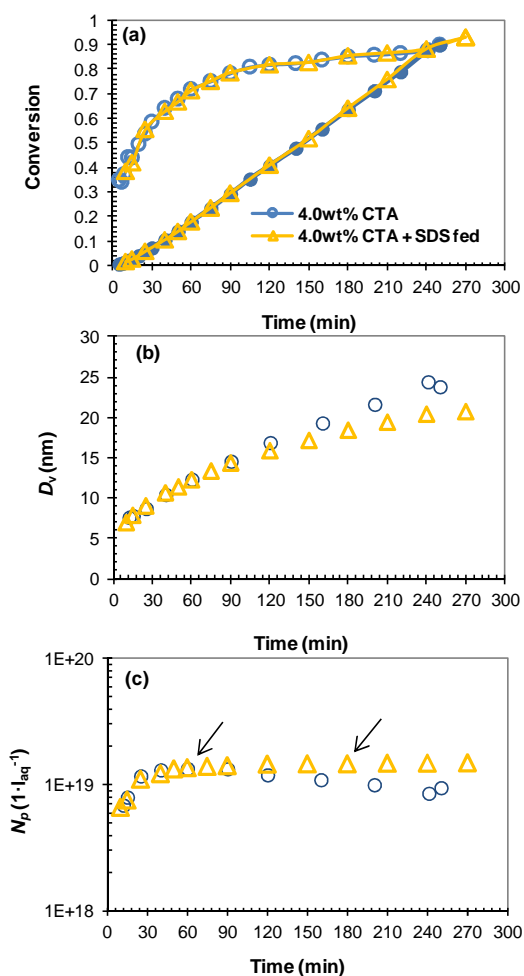 (a)
1
0.9
0.8
0.7
0.6
0.5
0.4
0.3
0.2
0.1
0
Conversion
4.0wt% CTA
4.0wt% CTA + SDS fed
0 30 60 90 120 150 180 210 240 270 300
Time (min)
(b)
30
25
20
15
10
5
0
Dv (nm)
0 30 60 90 120 150 180 210 240 270 300
Time (min)
(c)
1E+20
1E+19
1E+18
Np (1·laq-1)
0 30 60 90 120 150 180 210 240 270 300
Time (min)